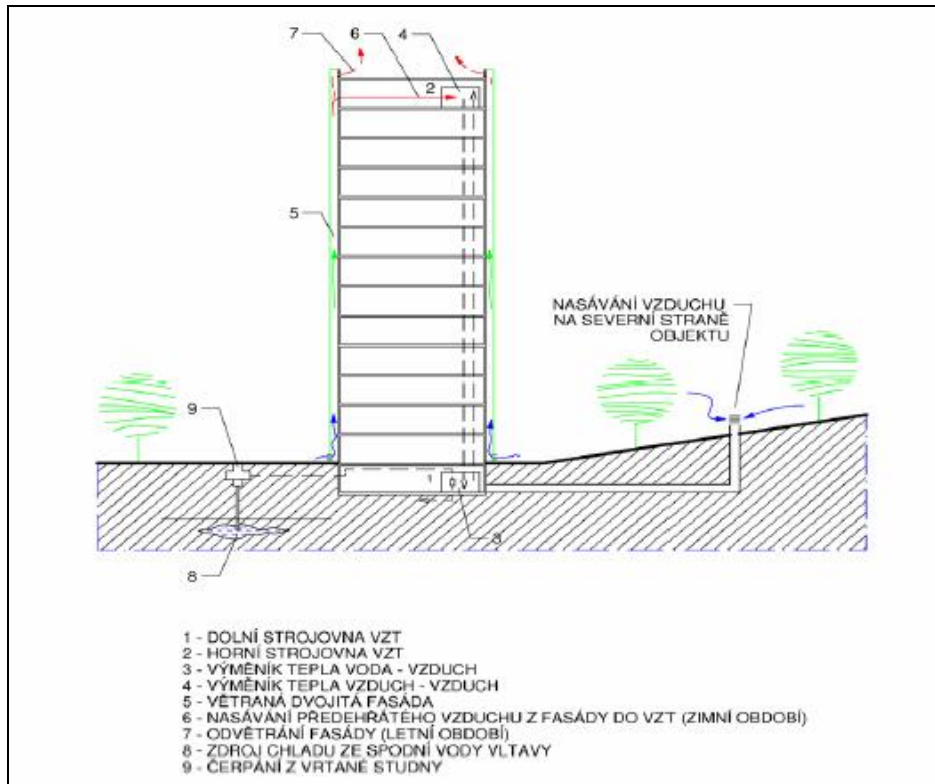 7
6
4
2
5
NASÁVÁNÍ VZDUCHU
NA SEVERNÍ STRANĚ
OBJEKTU
9
1
3
8
1 - DOLNÍ STROJOVNA VZT
2 - HORNÍ STROJOVNA VZT
3 - VÝMĚNÍK TEPLA VODA - VZDUCH
4 - VÝMĚNÍK TEPLA VZDUCH - VZDUCH
5 - VĚTRANÁ DVOJITÁ FASÁDA
6 - NASÁVÁNÍ PŘEDEHŘÁTÉHO VZDUCHU Z FASÁDY DO VZT (ZIMNÍ OBDOBÍ)
7 - ODVĚTRÁNÍ FASÁDY (LETNÍ OBDOBÍ)
8 - ZDROJ CHLADU ZE SPODNÍ VODY VLTAVY
9 - ČERPÁNÍ Z VRTANÉ STUDNY